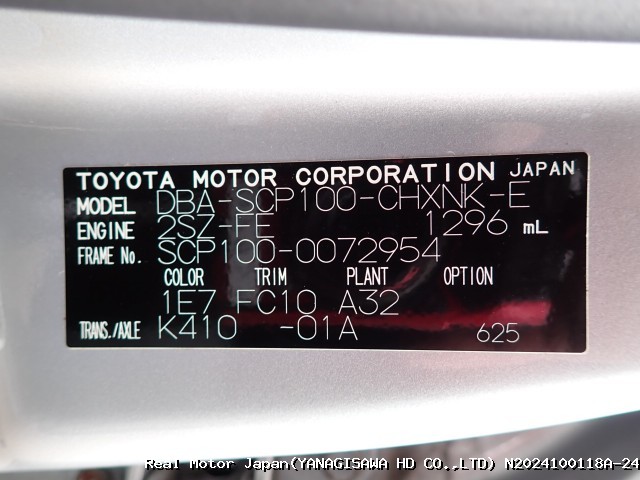 TOYOTA MOTOR CORPORATION JAPAN
MODEL DBA-SCP100-CHXNK-E
ENGINE 2SZ-FE 1296 mL
FRAME No. SCP100-0072954
COLOR TRIM PLANT OPTION
1E7 FC10 A32
TRANS./AXLE K410 -01A 625
Real Motor Japan(YANAGISAWA HD CO.,LTD) N2024100118A-24